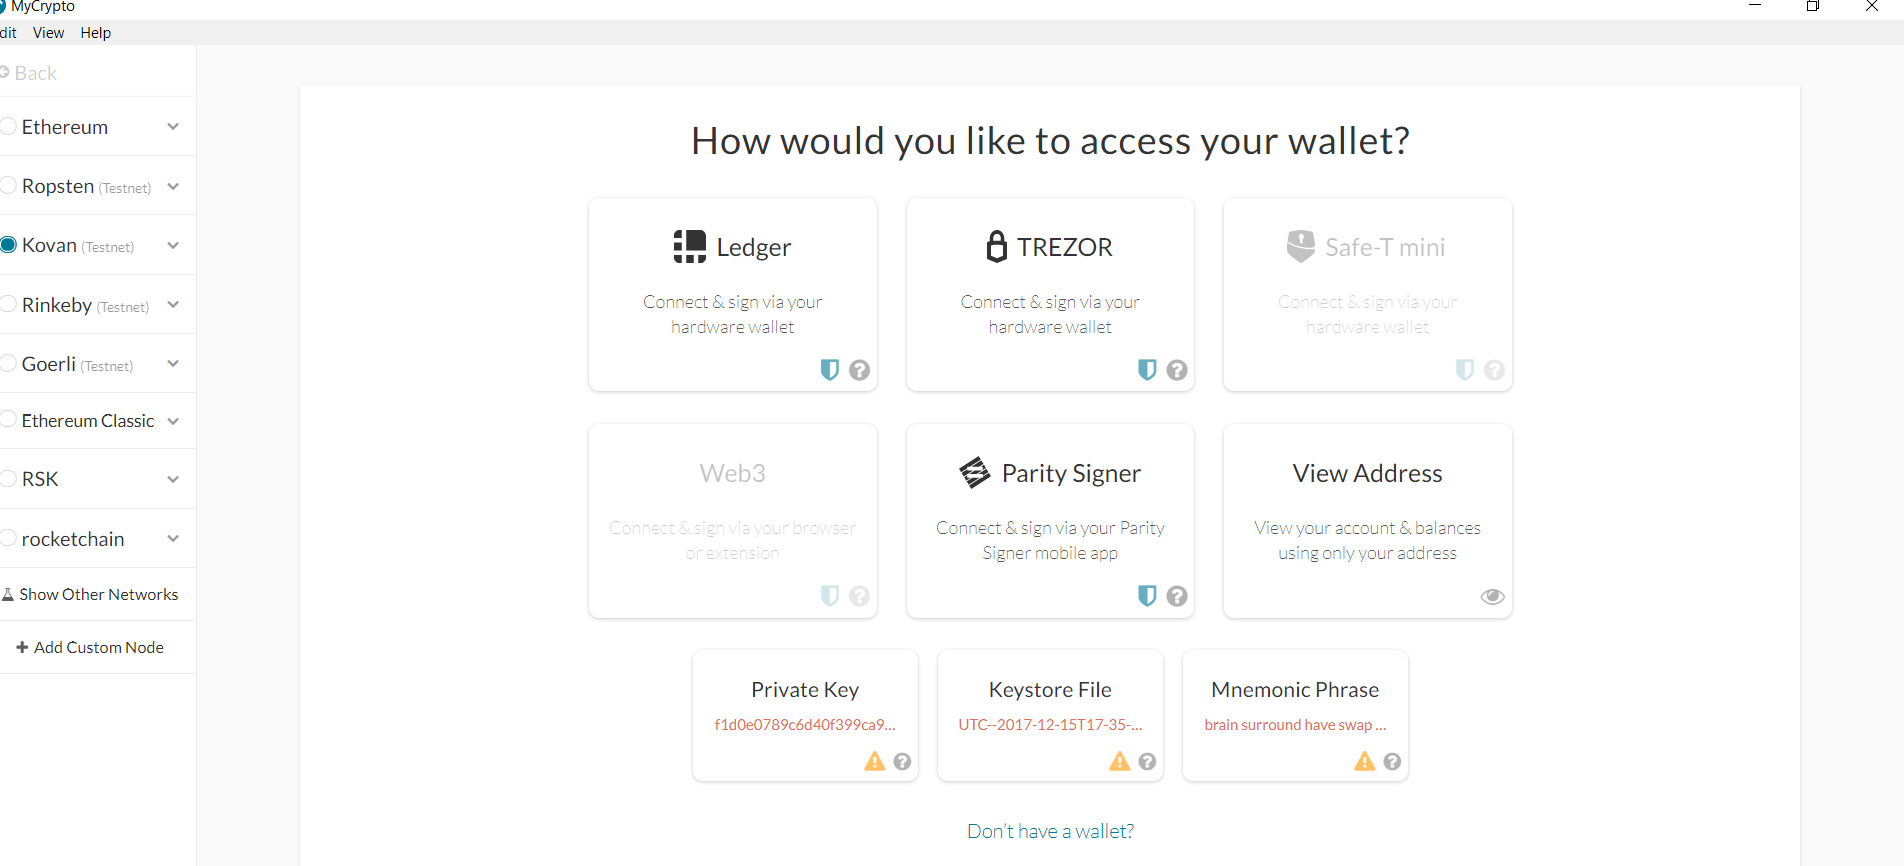 MyCrypto
dit View Help
Back
Ethereum
Ropsten (Testnet)
Kovan (Testnet)
Rinkeby (Testnet)
Goerli (Testnet)
Ethereum Classic
RSK
rocketchain
Show Other Networks
+ Add Custom Node
How would you like to access your wallet?
Ledger
Connect & sign via your
hardware wallet
TREZOR
Connect & sign via your
hardware wallet
Safe-T mini
Connect & sign via your
hardware wallet
Web3
Connect & sign via your browser
or extension
Parity Signer
Connect & sign via your Parity
Signer mobile app
View Address
View your account & balances
using only your address
Private Key
f1d0e0789c6d40f399ca9...
Keystore File
UTC--2017-12-15T17-35-...
Mnemonic Phrase
brain surround have swap ...
Don't have a wallet?